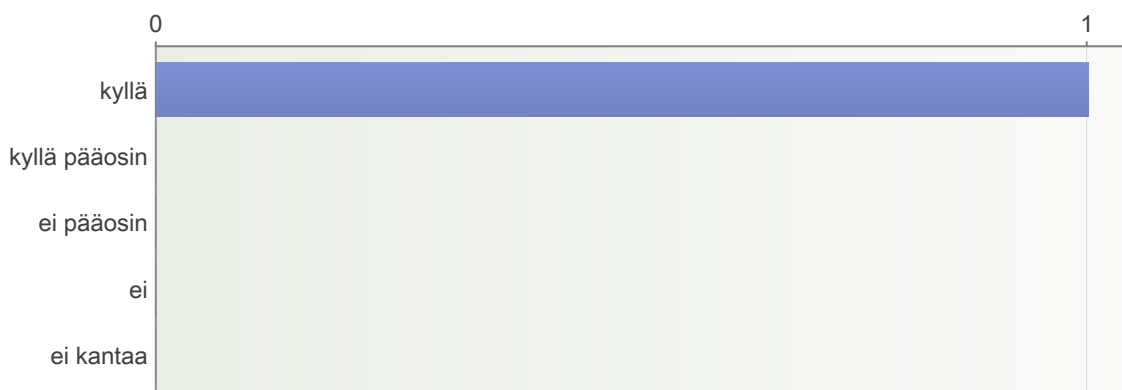 0 1
kyllä
kyllä pääosin
ei pääosin
ei
ei kantaa